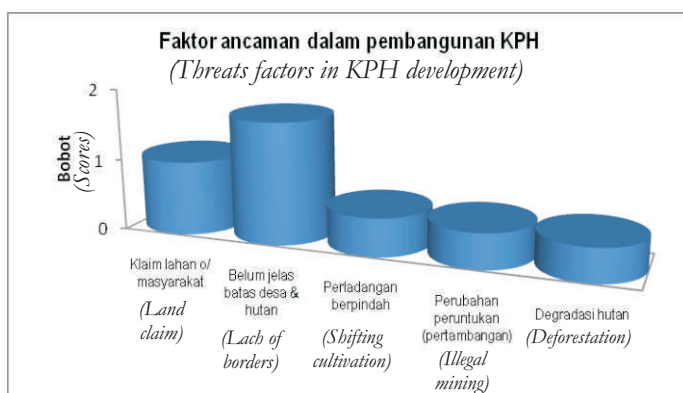 Faktor ancaman dalam pembangunan KPH
(Threats factors in KPH development)
Bobot
(Scores)
2
1
0
Klaim lahan o/
masyarakat
(Land
claim)
Belum jelas
batas desa &
hutan
(Lach of
borders)
Perladangan
berpindah
(Shifting
cultivation)
Perubahan
peruntukan
(pertambangan)
(Illegal
mining)
Degradasi hutan
(Deforestation)